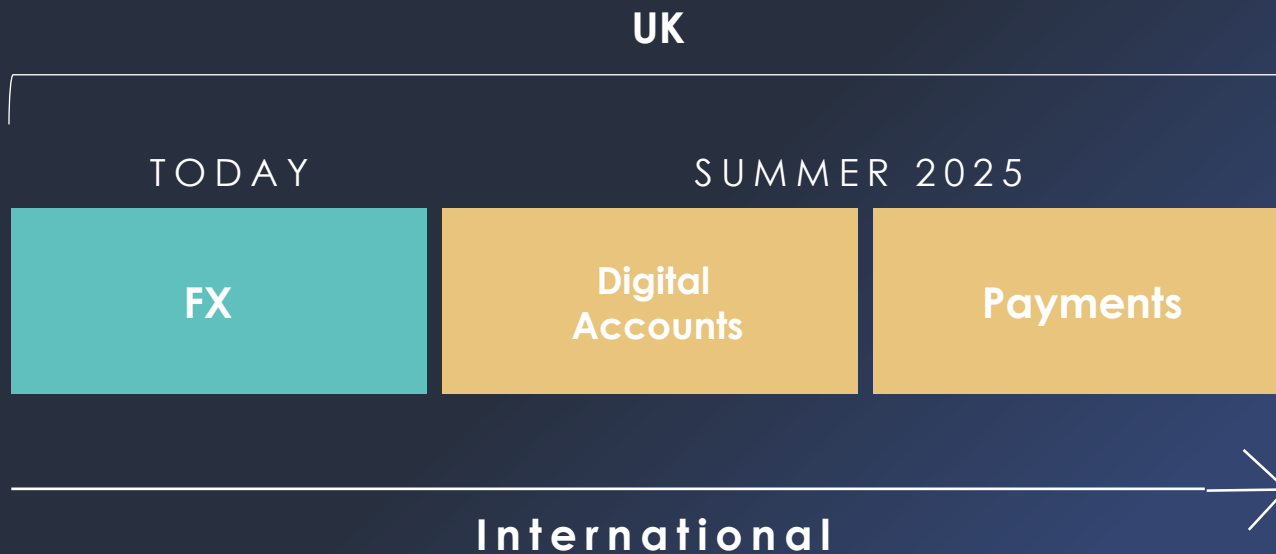 UK
TODAY
SUMMER 2025
FX
Digital
Accounts
Payments
International